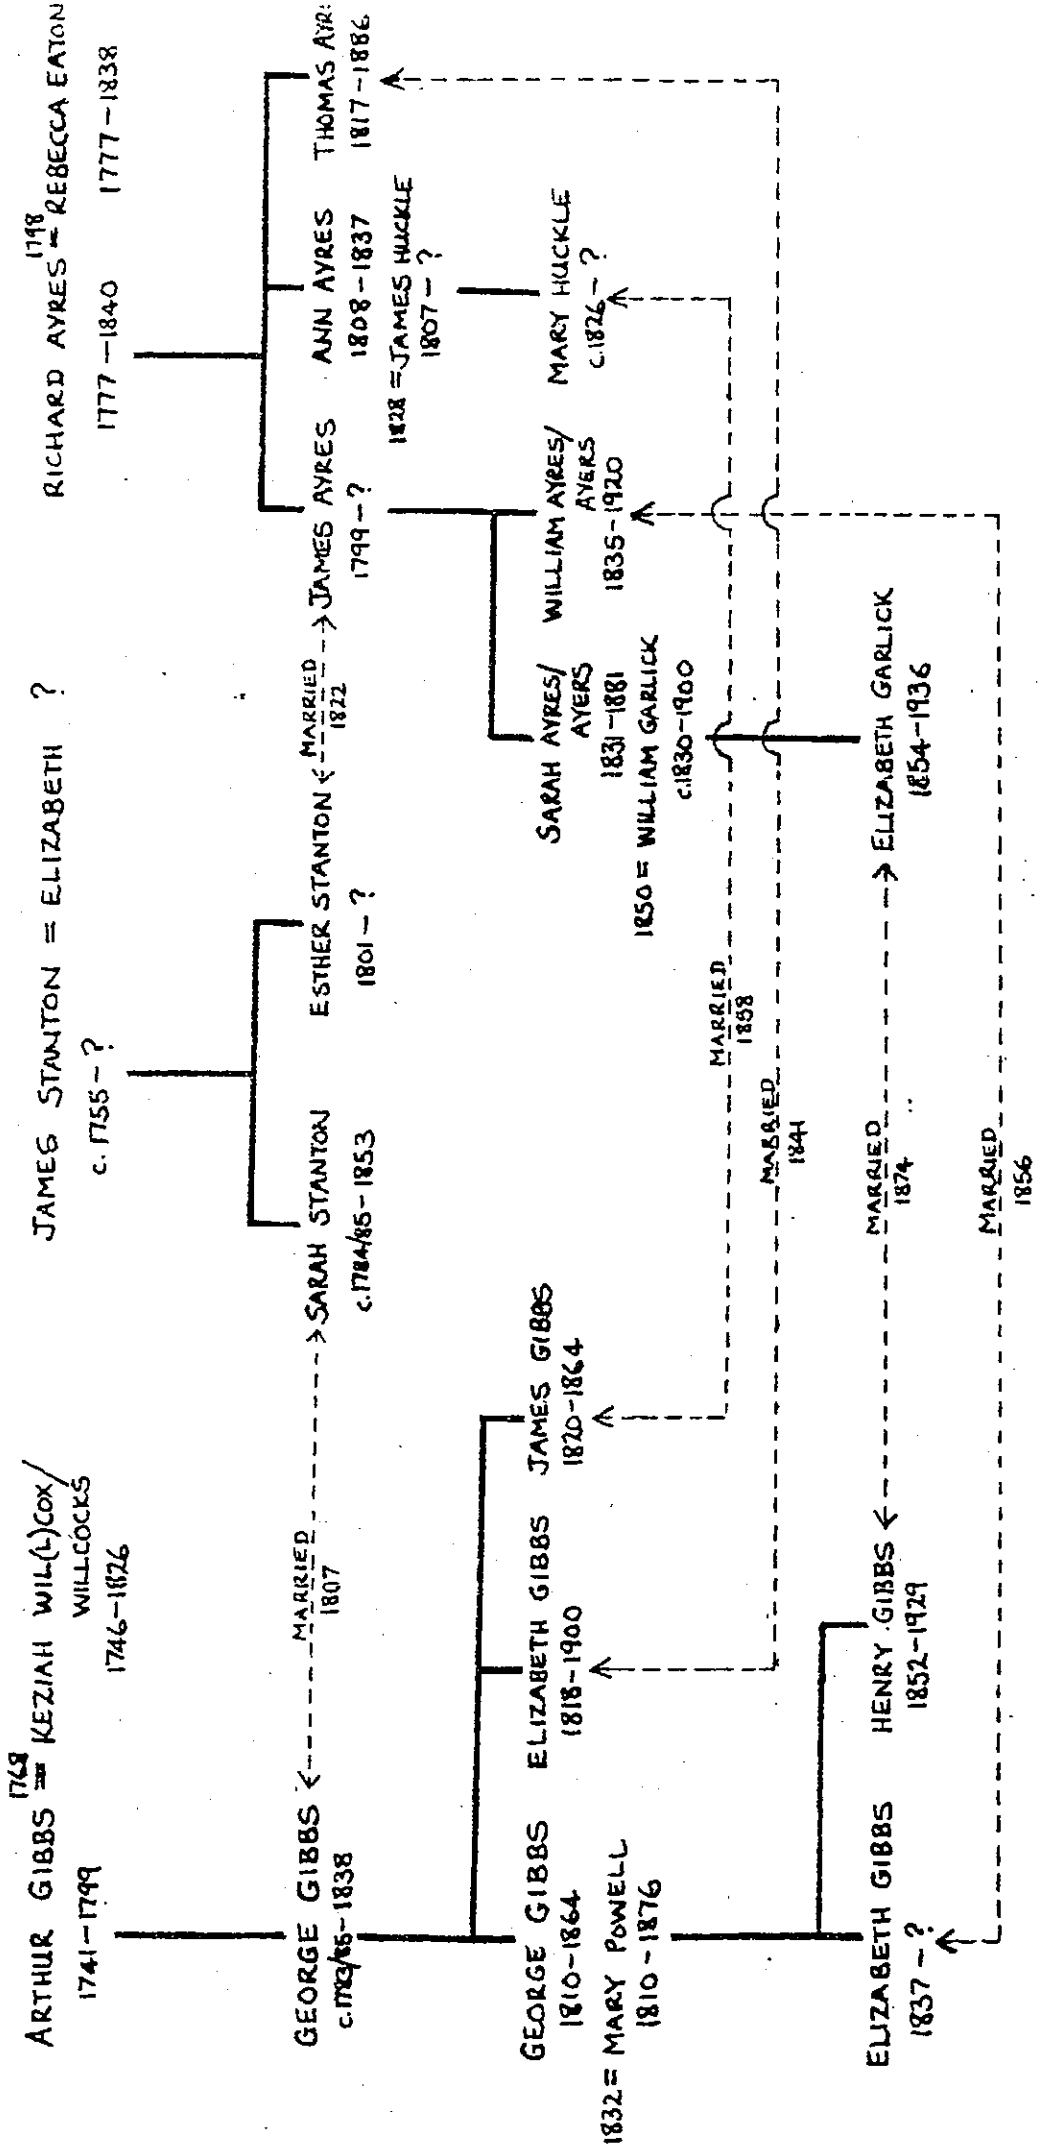 ARTHUR GIBBS = KEZIAH WIL(L)COX/
1768
WILLCOCKS
1741-1799
1746-1826
JAMES STANTON = ELIZABETH ?
c. 1755 - ?
RICHARD AYRES = REBECCA EATON
1798
1777-1840
1777-1838
GEORGE GIBBS
MARRIED
1807
SARAH STANTON
c.1784/85-1853
ESTHER STANTON
1801 - ?
MARRIED
1822
JAMES AYRES
1799 - ?
ANN AYRES
1808-1837
1828 = JAMES HUCKLE
1807 - ?
THOMAS
1817-1886
GEORGE GIBBS
1810-1864
1832 = MARY POWELL
1810-1876
ELIZABETH GIBBS
1818-1900
JAMES GIBBS
1820-1864
SARAH AYRES/
AYERS
1831-1881
1850 = WILLIAM GARLICK
c.1830-1900
WILLIAM AYRES/
AYERS
1835-1920
MARY HUCKLE
c.1826 - ?
MARRIED
1858
MARRIED
1841
ELIZABETH GIBBS
1837 - ?
HENRY GIBBS
1852-1929
MARRIED
1874
ELIZABETH GARLICK
1854-1936
MARRIED
1856